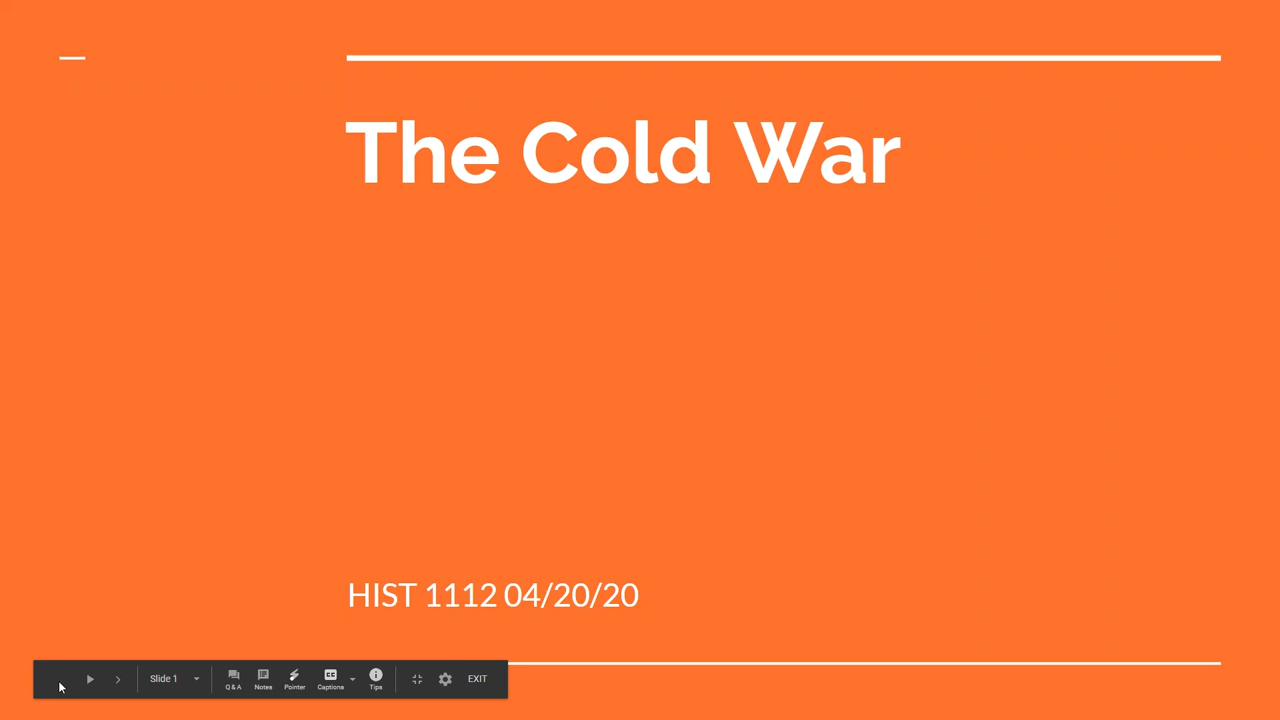 The Cold War
HIST 1112 04/20/20
Slide 1
Q & A
Notes
Pointer
Captions
Tips
EXIT